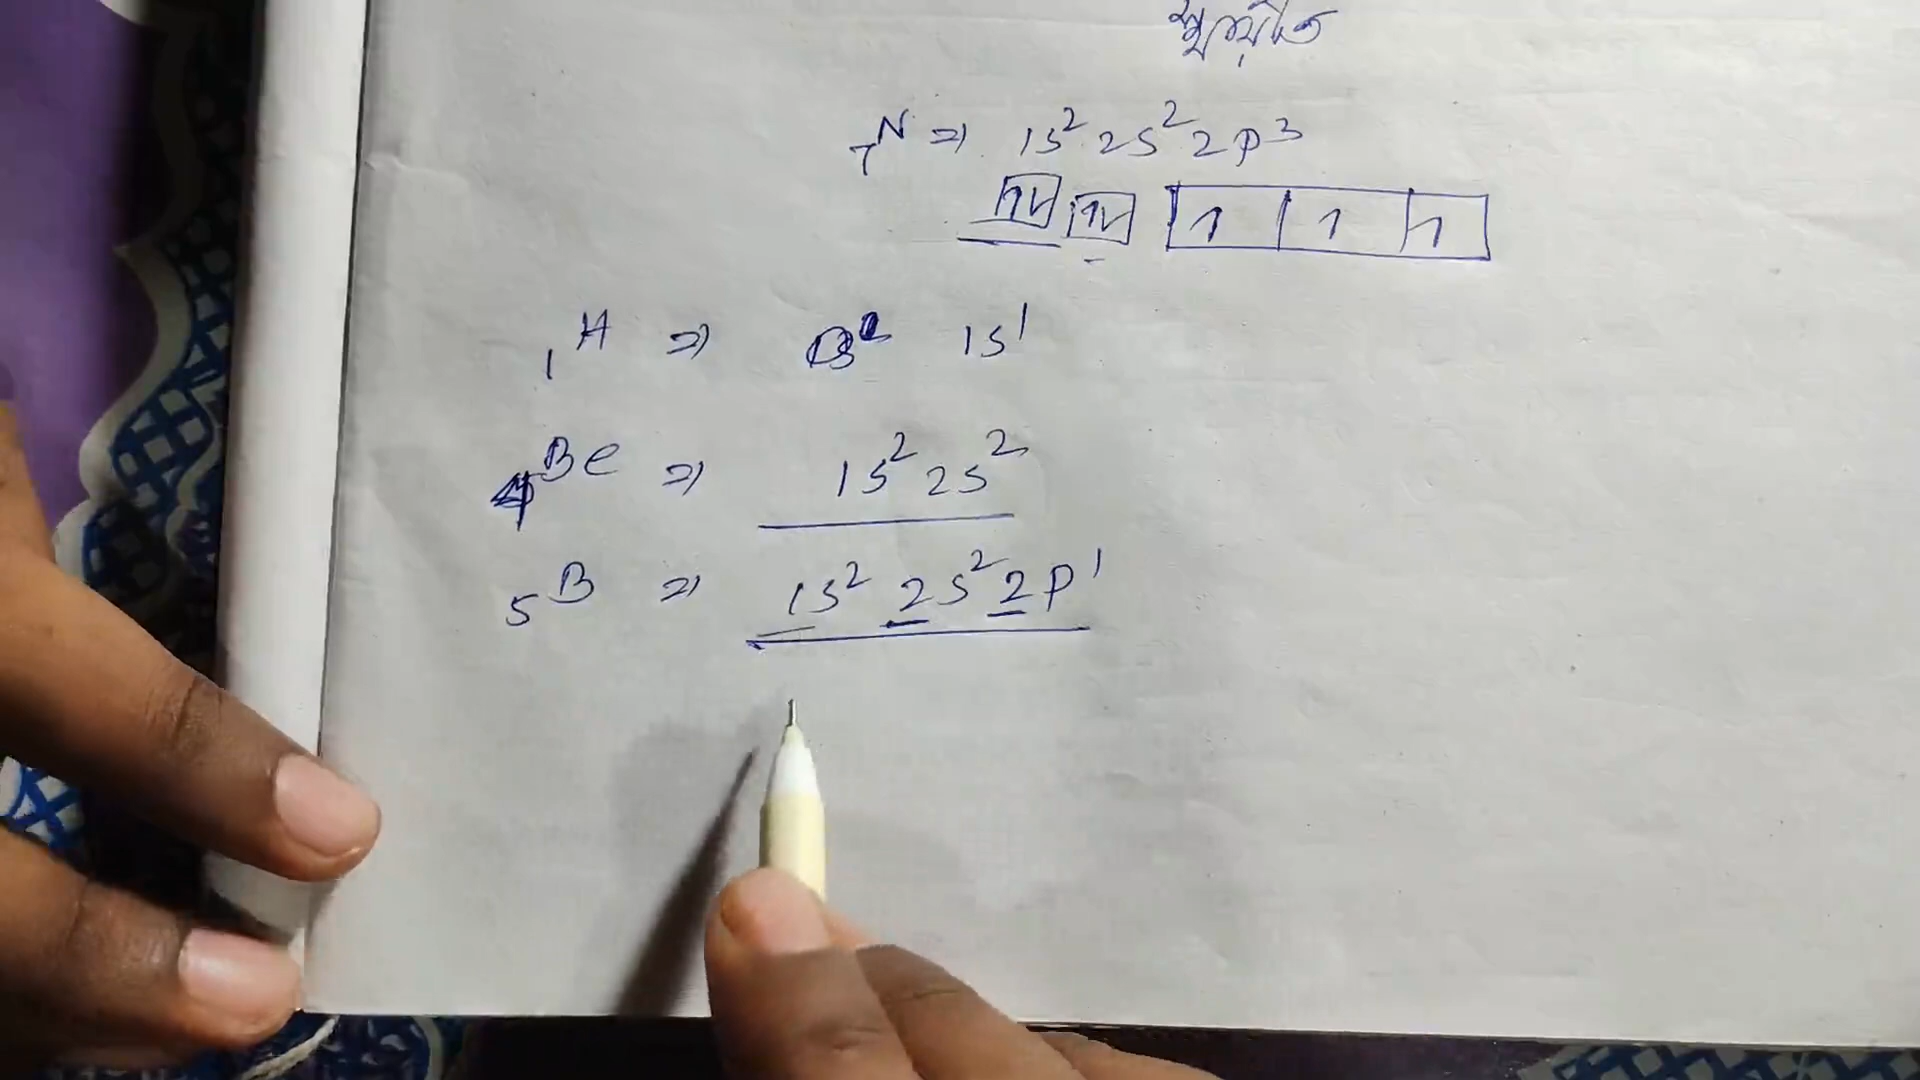 ₇N ⇒ 1s² 2s² 2p³
↑↓ ↑↓ ↑ ↑ ↑
₁H ⇒ 1s¹
₄Be ⇒ 1s² 2s²
₅B ⇒ 1s² 2s² 2p¹